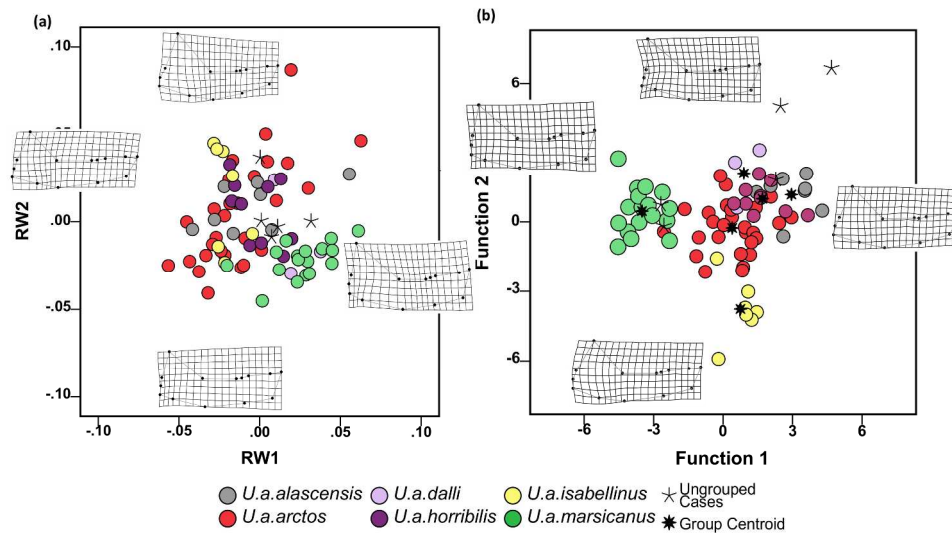 (a)
(b)
.10
.00
-.05
-.10
RW2
-.10
-.05
.00
.05
.10
RW1
6
3
0
-3
-6
Function 2
-6
-3
0
3
6
Function 1
U.a.alascensis
U.a.dalli
U.a.isabellinus
Ungrouped
Cases
U.a.arctos
U.a.horribilis
U.a.marsicanus
Group Centroid